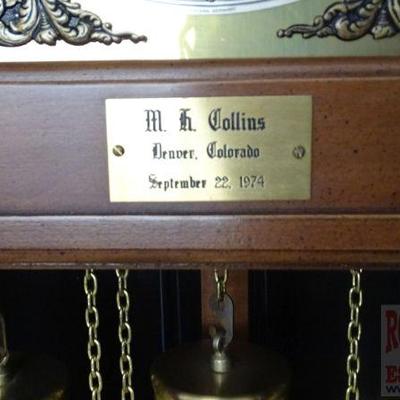 M. H. Collins
Denver, Colorado
September 22, 1974